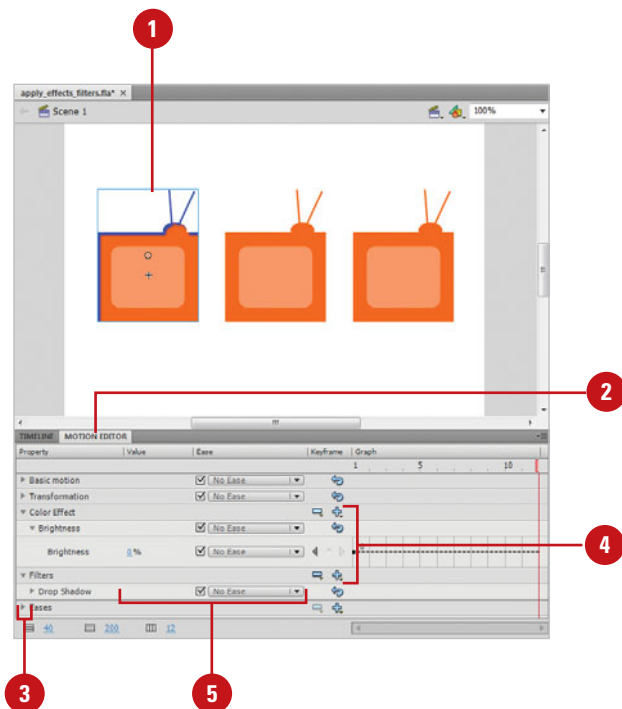 1
apply_effects_filters.fla* ×
Scene 1
100%
2
TIMELINE MOTION EDITOR
Property Value Ease Keyframe Graph
1 5 10
Basic motion No Ease
Transformation No Ease
Color Effect
Brightness No Ease
Brightness 0 % No Ease
4
Filters
Drop Shadow No Ease
Eases
40 200 12
3
5